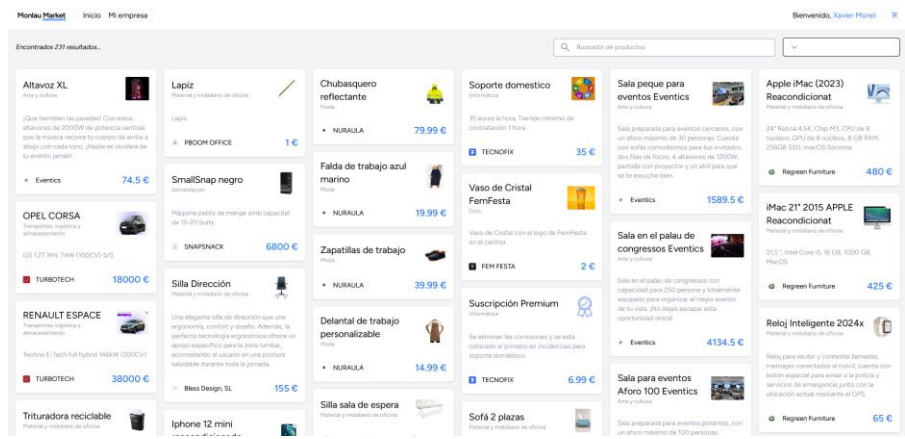 Monlau Market Inicio Mi empresa
Bienvenido, Xavier Morell
Encontrados 231 resultados..
Buscador de productos
Altavoz XL
Arte y cultura
¡Que tiemblen las paredes! Con estos
altavoces de 2000W de potencia sentirás
que la música recorre tu cuerpo de arriba a
abajo con cada tono. ¡Nadie se olvidará de
tu evento jamás!
Eventics 74.5 €
OPEL CORSA
Transportes, logística y
almacenamiento
GS 1.2T XHL 74W (100CV) S/S
TURBOTECH 18000 €
RENAULT ESPACE
Transportes, logística y
almacenamiento
Techno E-Tech full hybrid 146kW (200CV)
TURBOTECH 38000 €
Trituradora reciclable
Material y mobiliario de oficina
Lapiz
Material y mobiliario de oficina
Lapiz
PBOOM OFFICE 1 €
SmallSnap negro
Alimentación
Màquina petita de menjar amb capacitat
de 15-20 buits
SNAPSNACK 6800 €
Silla Dirección
Material y mobiliario de oficina
Una elegante silla de dirección que une
ergonomía, confort y diseño. Además, la
perfecta tecnología ergonómica ofrece un
apoyo específico para la zona lumbar,
acomodando al usuario en una postura
saludable durante toda la jornada.
Bless Design, SL 155 €
Iphone 12 mini
reacondicionado
Chubasquero
reflectante
Moda
NURAULA 79.99 €
Falda de trabajo azul
marino
Moda
NURAULA 19.99 €
Zapatillas de trabajo
Moda
NURAULA 39.99 €
Delantal de trabajo
personalizable
Moda
NURAULA 14.99 €
Silla sala de espera
Material y mobiliario de oficina
Soporte domestico
Informática
35 euros la hora, Tiempo mínimo de
contratación 1 hora.
TECNOFIX 35 €
Vaso de Cristal
FemFesta
Ocio
Vaso de Cristal con el logo de FemFesta
en el centror
FEM FESTA 2 €
Suscripción Premium
Informática
Se eliminan las comisiones y se está
colocado el primero en incidencias para
soporte doméstico.
TECNOFIX 6.99 €
Sofá 2 plazas
Material y mobiliario de oficina
Sala peque para
eventos Eventics
Arte y cultura
Sala preparada para eventos cercanos, con
un aforo máximo de 30 personas. Cuenta
con sofás comodísimos para tus invitados,
dos filas de focos, 4 altavoces de 1200W,
pantalla con proyector y un atril para que
se te escuche bien.
Eventics 1589.5 €
Sala en el palau de
congressos Eventics
Arte y cultura
Sala en el palau de congressos con
capacidad para 250 persona y totalmente
equipato para organizar el mejor evento
de tu vida. ¡No dejes escapar esta
oportunidad única!
Eventics 4134.5 €
Sala para eventos
Aforo 100 Eventics
Arte y cultura
Sala preparada para eventos potentes, con
un aforo máximo de 100 personas.
Apple iMac (2023)
Reacondicionat
Material y mobiliario de oficina
24" Retina 4.5K, Chip M3, CPU de 8
núcleos, GPU de 8 núcleos, 8 GB RAM,
256GB SSD, macOS Sonoma.
Regreen Furniture 480 €
iMac 21" 2015 APPLE
Reacondicionat
Material y mobiliario de oficina
21,5 ", Intel Core i5, 16 GB, 1000 GB,
MacOS
Regreen Furniture 425 €
Reloj Inteligente 2024x
Material y mobiliario de oficina
Reloj para recibir y contestar llamadas,
mensajes conectados al móvil, cuenta con
botón especial para avisar a la policía y
servicios de emergencia junto con la
ubicación actual mediante el GPS.
Regreen Furniture 65 €